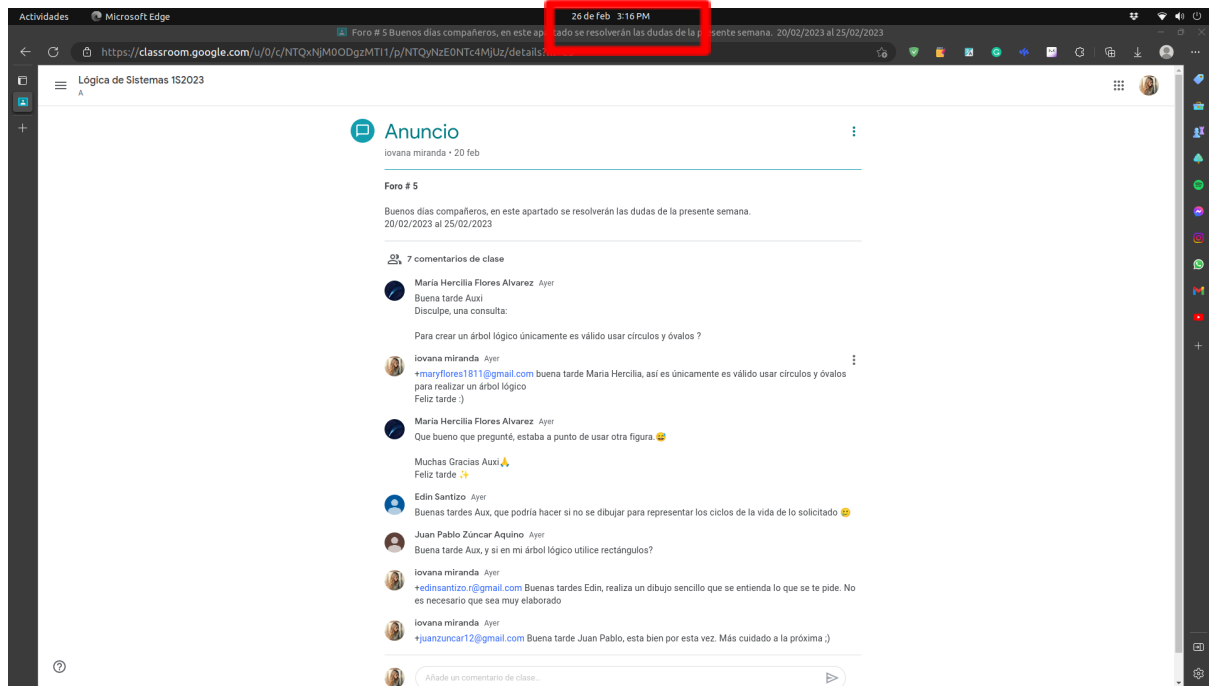 Actividades
Microsoft Edge
26 de feb 3:16 PM
Foro # 5 Buenos días compañeros, en este apartado se resolverán las dudas de la presente semana. 20/02/2023 al 25/02/2023
Lógica de Sistemas 1S2023
A
Anuncio
iovana miranda • 20 feb
Foro # 5
Buenos días compañeros, en este apartado se resolverán las dudas de la presente semana.
20/02/2023 al 25/02/2023
7 comentarios de clase
María Hercilia Flores Alvarez Ayer
Buena tarde Auxi
Disculpe, una consulta:
Para crear un árbol lógico únicamente es válido usar círculos y óvalos ?
iovana miranda Ayer
+maryflores1811@gmail.com buena tarde Maria Hercilia, así es únicamente es válido usar círculos y óvalos
para realizar un árbol lógico
Feliz tarde :)
María Hercilia Flores Alvarez Ayer
Que bueno que pregunté, estaba a punto de usar otra figura.😅
Muchas Gracias Auxi🙏
Feliz tarde ✨
Edin Santizo Ayer
Buenas tardes Aux, que podría hacer si no se dibujar para representar los ciclos de la vida de lo solicitado 🥲
Juan Pablo Zúncar Aquino Ayer
Buena tarde Aux, y si en mi árbol lógico utilice rectángulos?
iovana miranda Ayer
+edinsantizo.r@gmail.com Buenas tardes Edin, realiza un dibujo sencillo que se entienda lo que se te pide. No
es necesario que sea muy elaborado
iovana miranda Ayer
+juanzuncar12@gmail.com Buena tarde Juan Pablo, esta bien por esta vez. Más cuidado a la próxima ;)
Añade un comentario de clase...